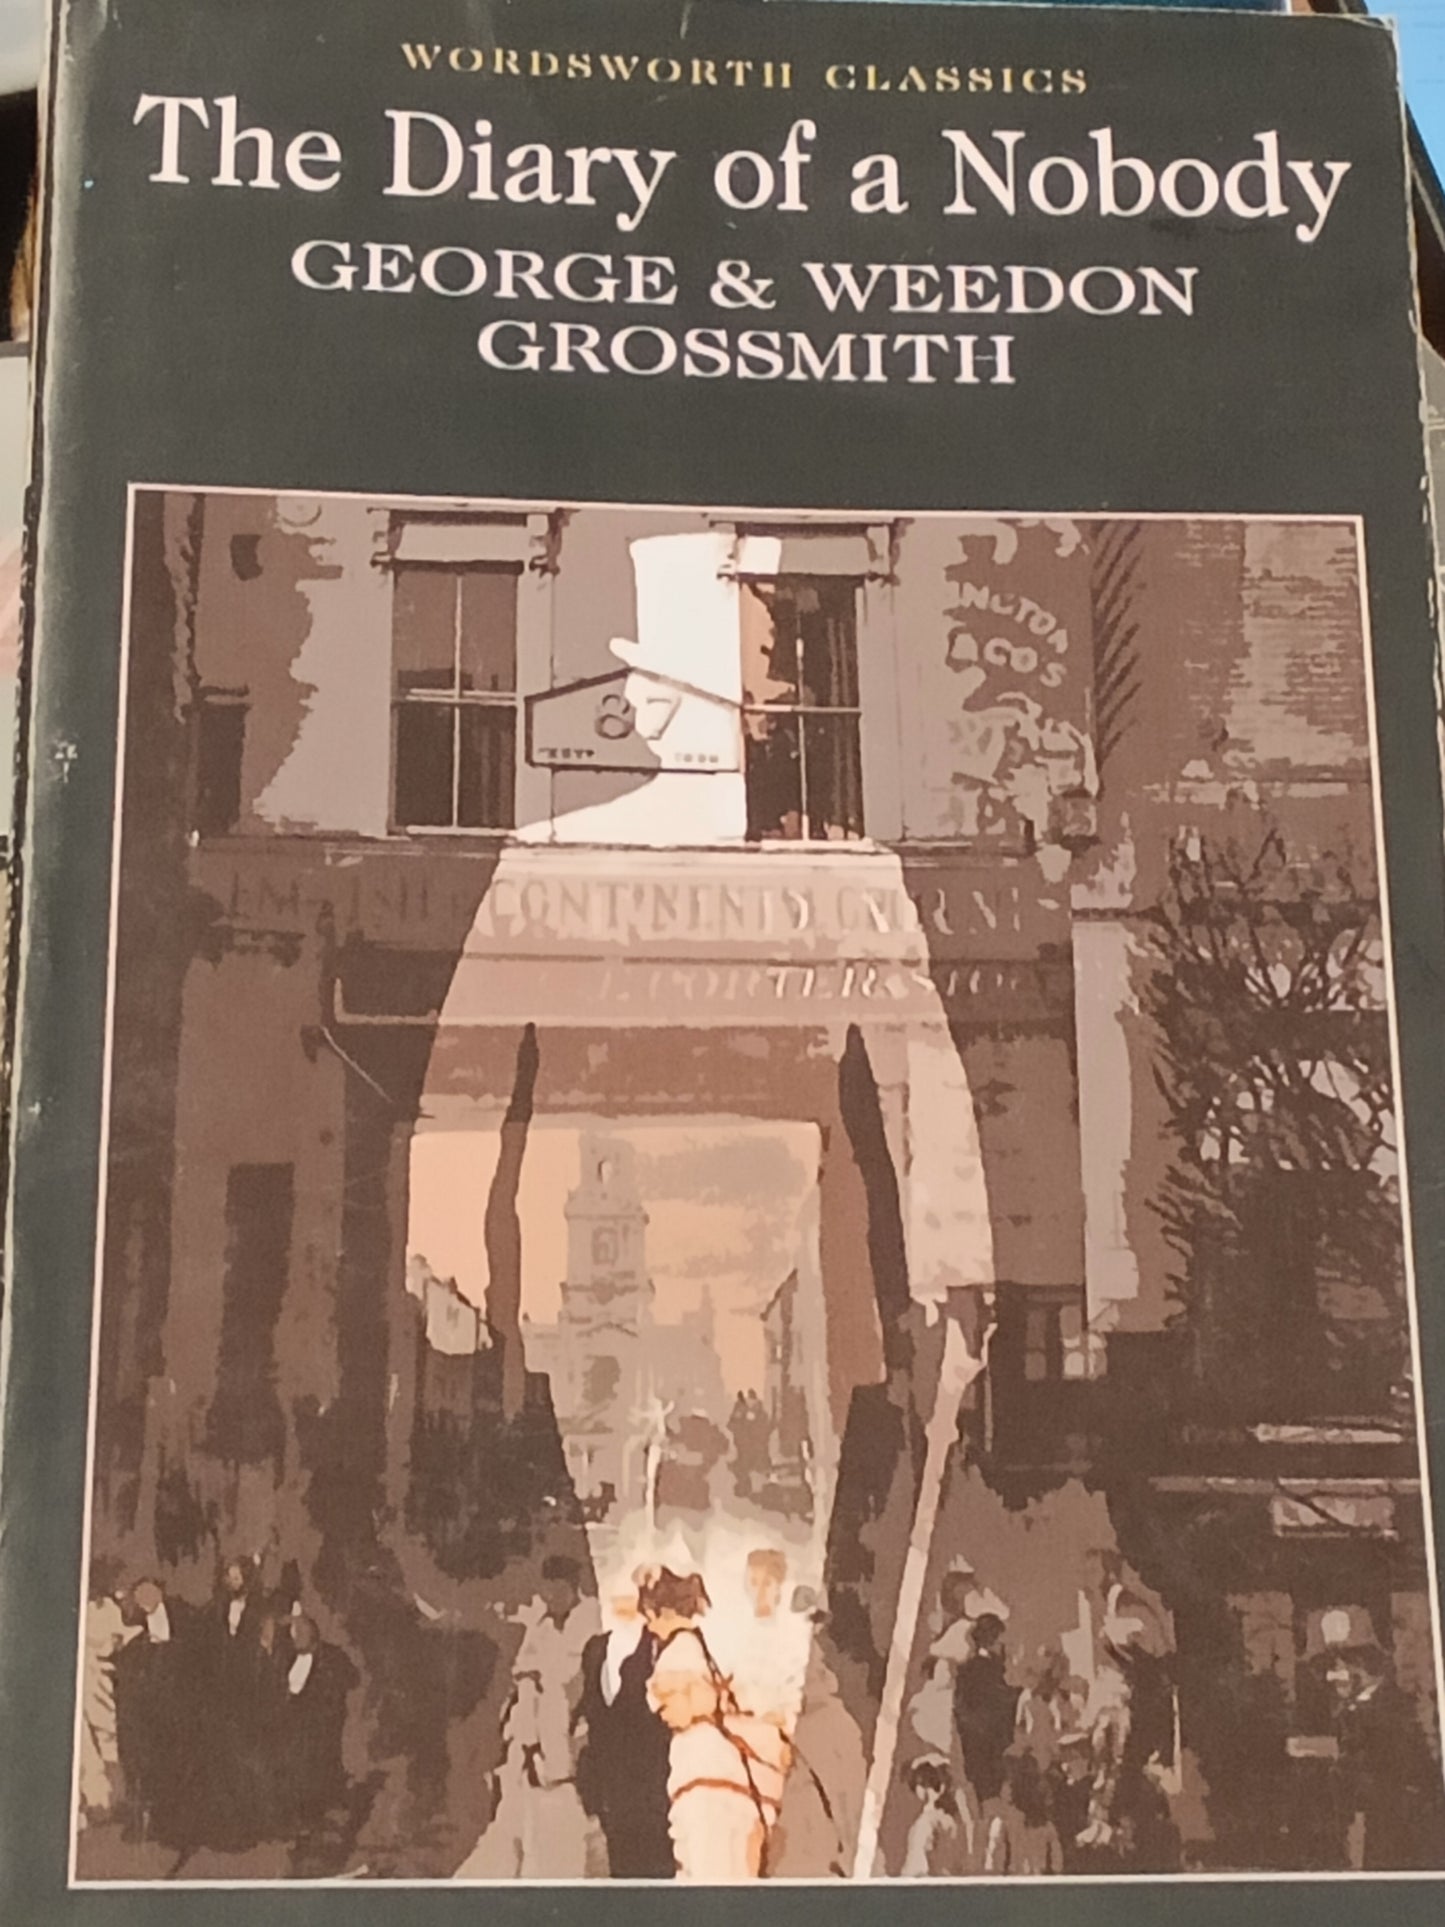 WORDSWORTH CLASSICS
The Diary of a Nobody
GEORGE & WEEDON
GROSSMITH
87